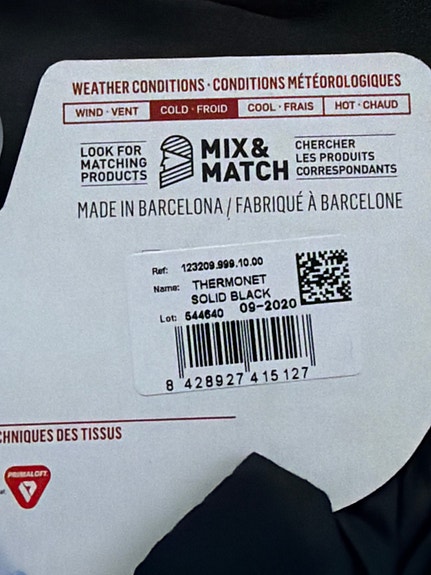 WEATHER CONDITIONS · CONDITIONS MÉTÉOROLOGIQUES
WIND · VENT COLD · FROID COOL · FRAIS HOT · CHAUD
LOOK FOR
MATCHING
PRODUCTS
MIX&
MATCH
CHERCHER
LES PRODUITS
CORRESPONDANTS
MADE IN BARCELONA / FABRIQUÉ À BARCELONE
Ref: 123209.999.10.00
Name: THERMONET
SOLID BLACK
Lot: 544640 09-2020
8 428927 415127
CHNIQUES DES TISSUS
PRIMALOFT